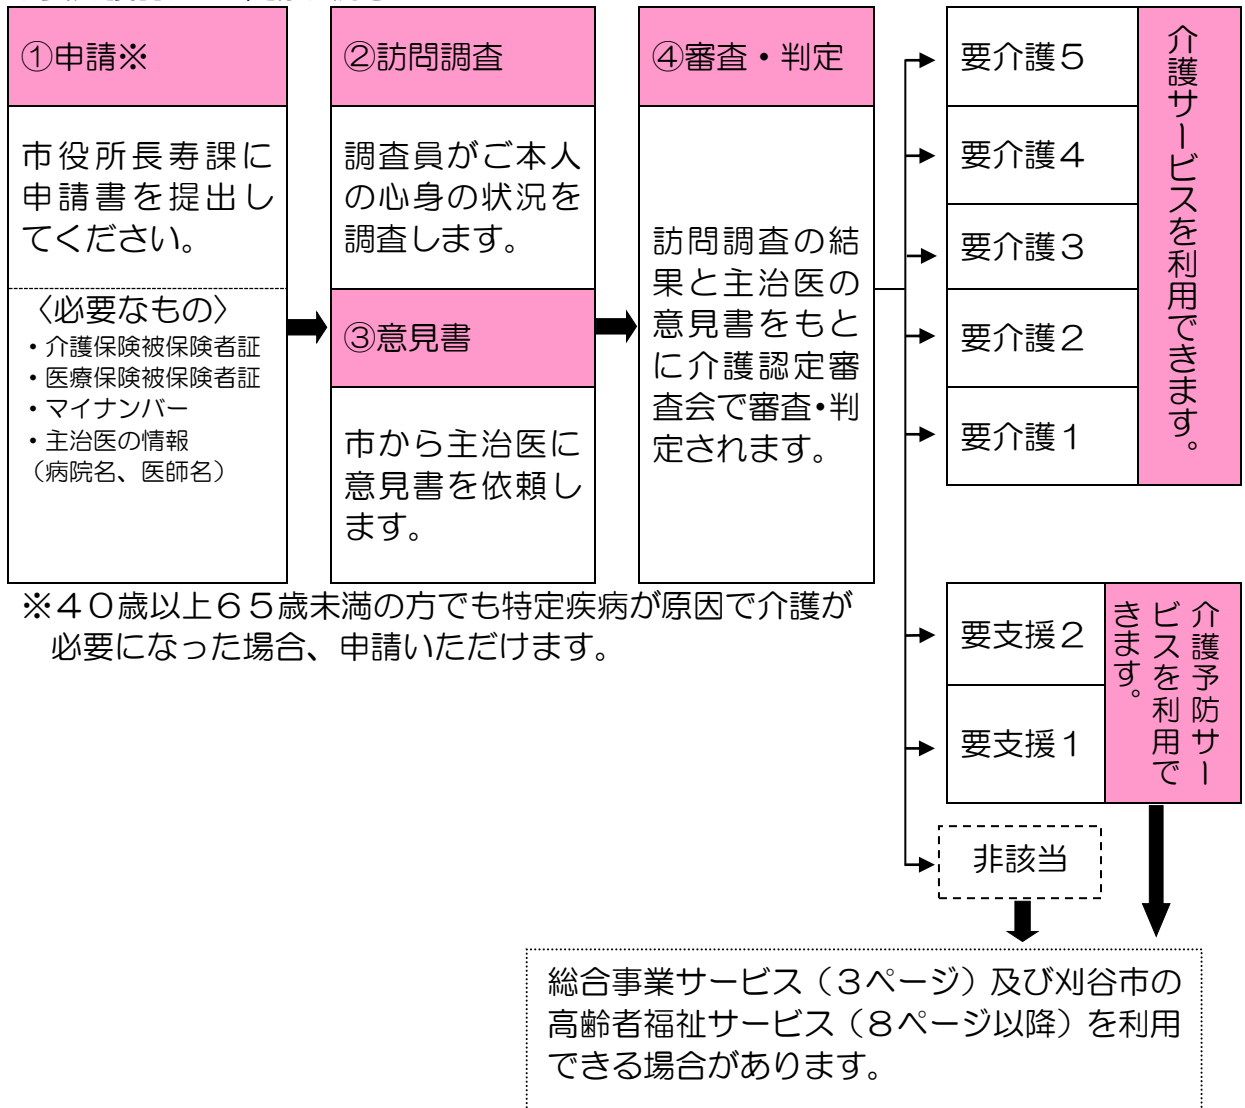 ①申請※
市役所長寿課に
申請書を提出し
てください。
〈必要なもの〉
・介護保険被保険者証
・医療保険被保険者証
・マイナンバー
・主治医の情報
（病院名、医師名）
②訪問調査
調査員がご本人
の心身の状況を
調査します。
③意見書
市から主治医に
意見書を依頼し
ます。
④審査・判定
訪問調査の結
果と主治医の
意見書をもと
に介護認定審
査会で審査・判
定されます。
要介護５
要介護４
要介護３
要介護２
要介護１
介護サービスを利用できます。
※４０歳以上６５歳未満の方でも特定疾病が原因で介護が
必要になった場合、申請いただけます。
要支援２
要支援１
介護予防サー
ビスを利用で
きます。
非該当
総合事業サービス（３ページ）及び刈谷市の
高齢者福祉サービス（８ページ以降）を利用
できる場合があります。